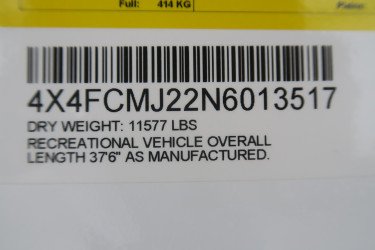 Full: 414 KG
4X4FCMJ22N6013517
DRY WEIGHT: 11577 LBS
RECREATIONAL VEHICLE OVERALL
LENGTH 37'6" AS MANUFACTURED.